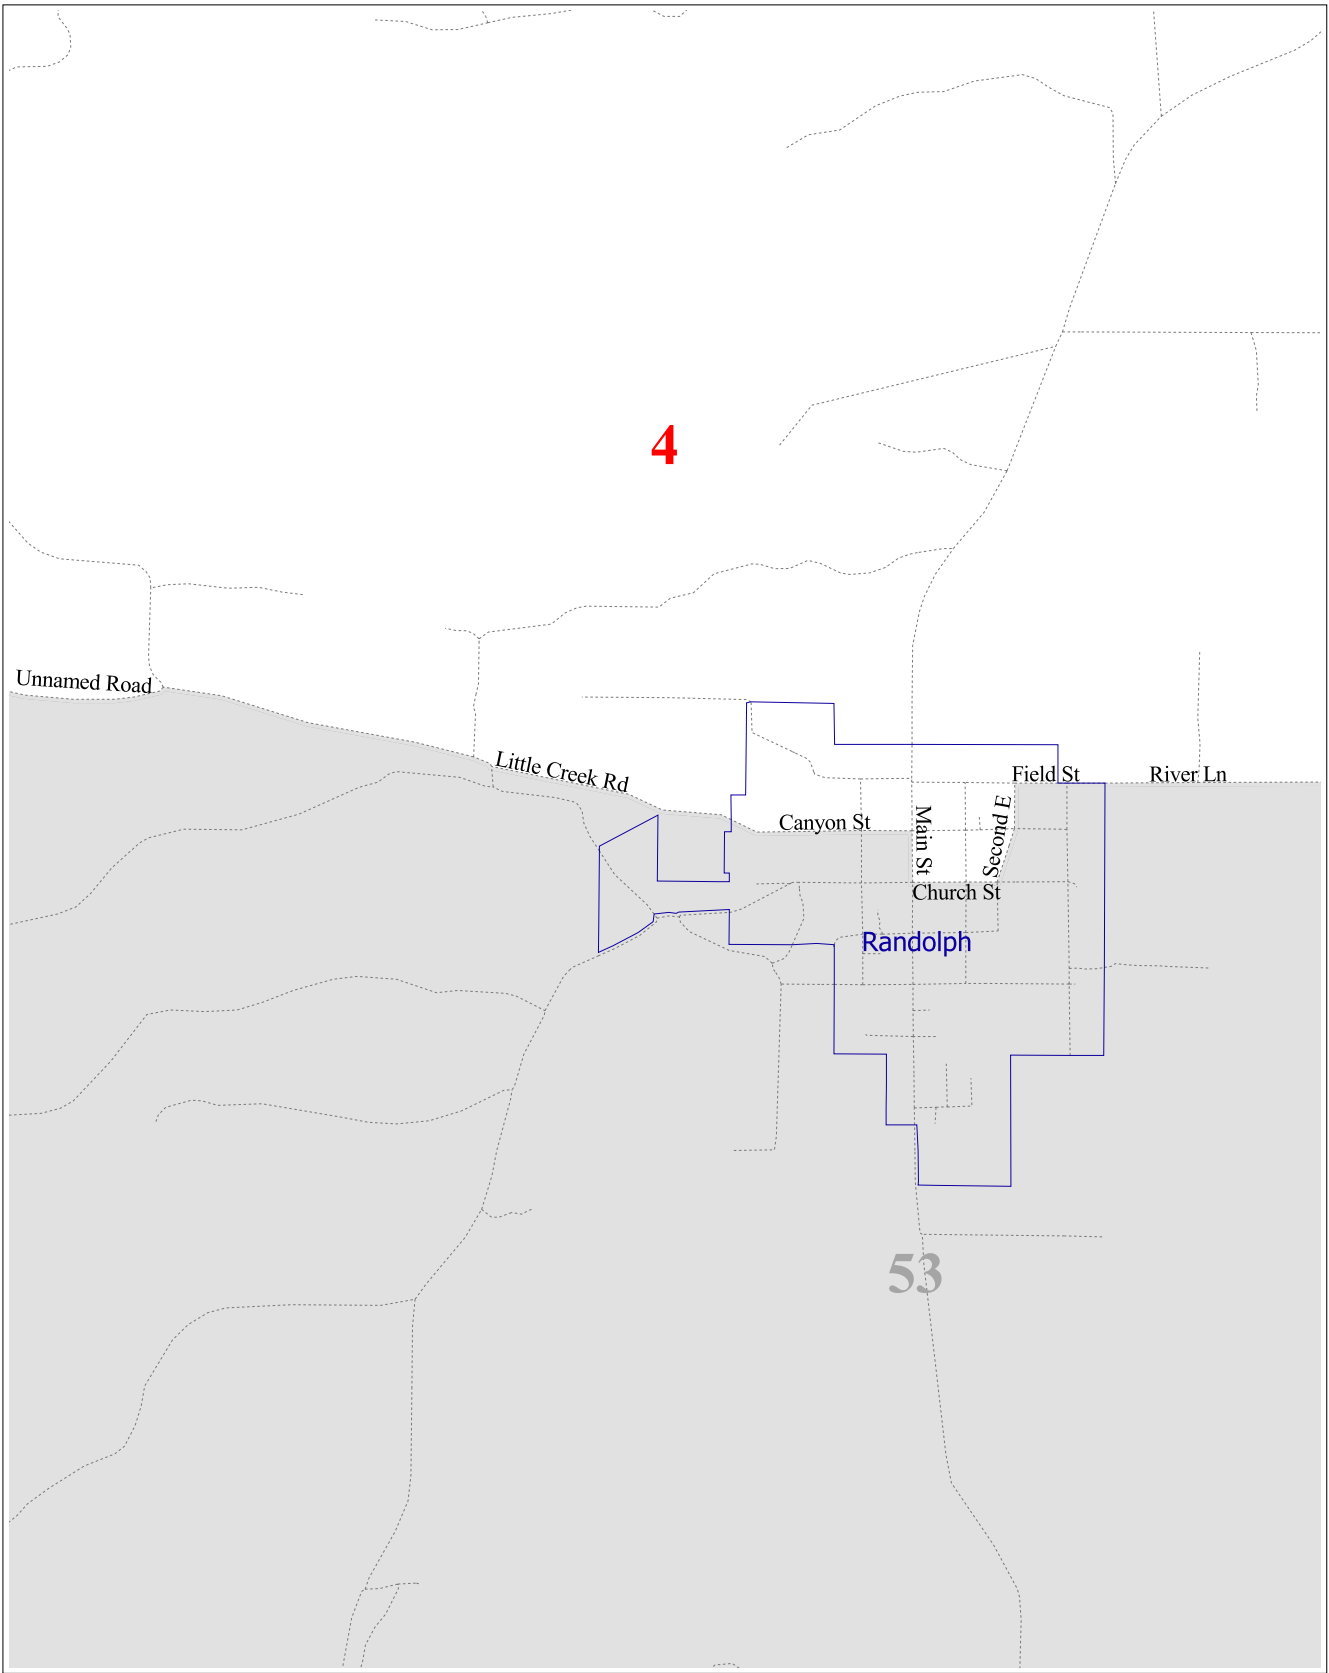 4
Unnamed Road
Little Creek Rd
Field St
River Ln
Canyon St
Main St
Second E
Church St
Randolph
53